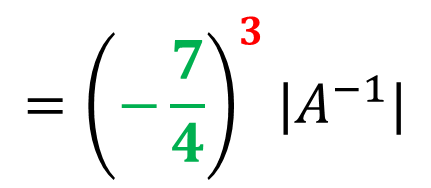 = (−7/4)³ |A⁻¹|